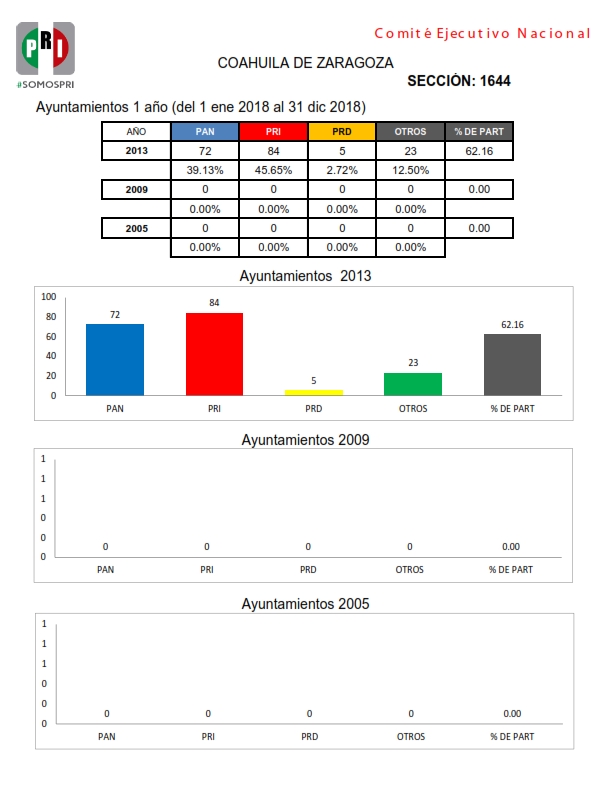 PRI
#SOMOSPRI
Comité Ejecutivo Nacional
COAHUILA DE ZARAGOZA
SECCIÓN: 1644
Ayuntamientos 1 año (del 1 ene 2018 al 31 dic 2018)
AÑO PAN PRI PRD OTROS % DE PART
2013 72 84 5 23 62.16
39.13% 45.65% 2.72% 12.50%
2009 0 0 0 0 0.00
0.00% 0.00% 0.00% 0.00%
2005 0 0 0 0 0.00
0.00% 0.00% 0.00% 0.00%
Ayuntamientos 2013
100
80
60
40
20
0
72 84 5 23 62.16
PAN PRI PRD OTROS % DE PART
Ayuntamientos 2009
1
1
1
0
0
0
0 0 0 0 0.00
PAN PRI PRD OTROS % DE PART
Ayuntamientos 2005
1
1
1
0
0
0
0 0 0 0 0.00
PAN PRI PRD OTROS % DE PART